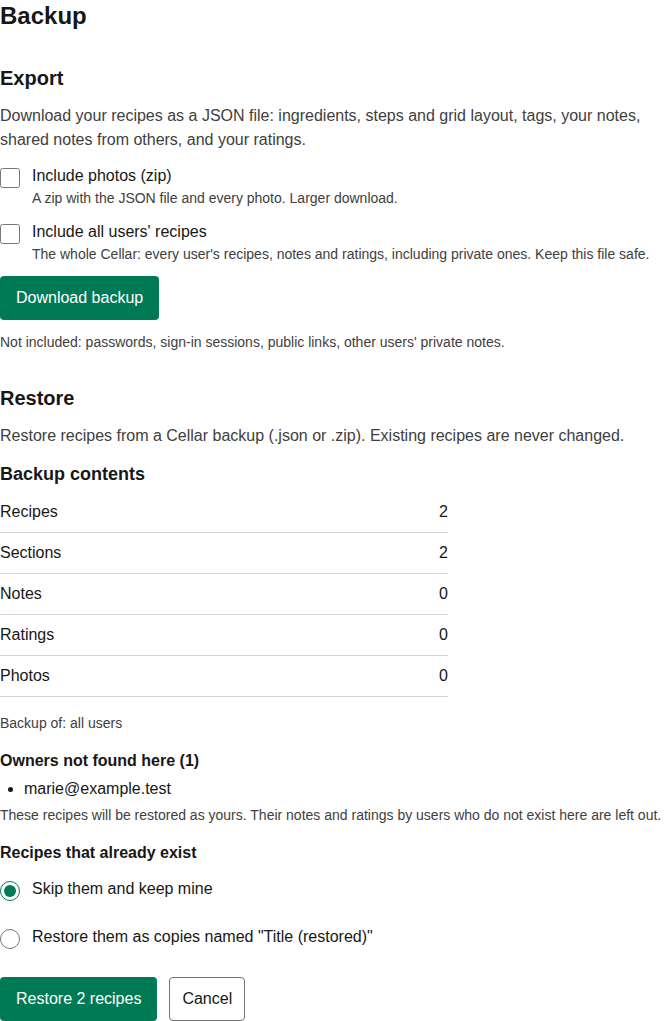 Backup
Export
Download your recipes as a JSON file: ingredients, steps and grid layout, tags, your notes,
shared notes from others, and your ratings.
Include photos (zip)
A zip with the JSON file and every photo. Larger download.
Include all users' recipes
The whole Cellar: every user's recipes, notes and ratings, including private ones. Keep this file safe.
Download backup
Not included: passwords, sign-in sessions, public links, other users' private notes.
Restore
Restore recipes from a Cellar backup (.json or .zip). Existing recipes are never changed.
Backup contents
Recipes 2
Sections 2
Notes 0
Ratings 0
Photos 0
Backup of: all users
Owners not found here (1)
• marie@example.test
These recipes will be restored as yours. Their notes and ratings by users who do not exist here are left out.
Recipes that already exist
Skip them and keep mine
Restore them as copies named "Title (restored)"
Restore 2 recipes Cancel